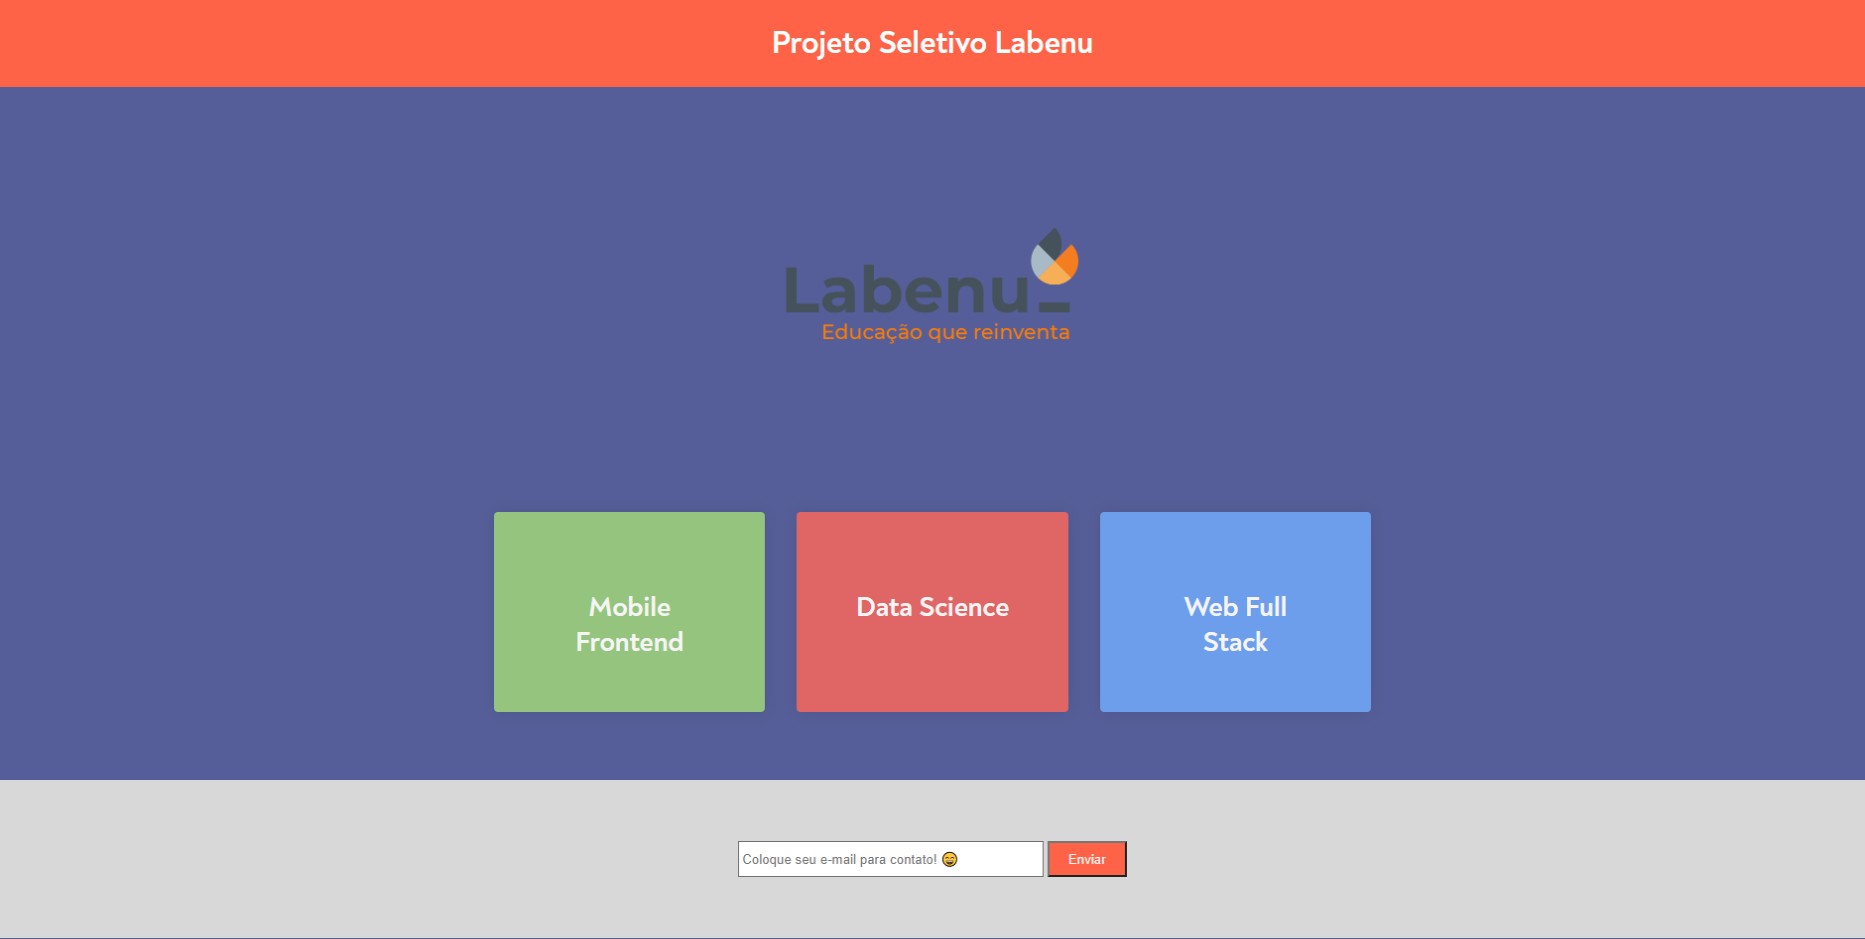 Projeto Seletivo Labenu
Labenu_
Educação que reinventa
Mobile
Frontend
Data Science
Web Full
Stack
Coloque seu e-mail para contato! 😄
Enviar